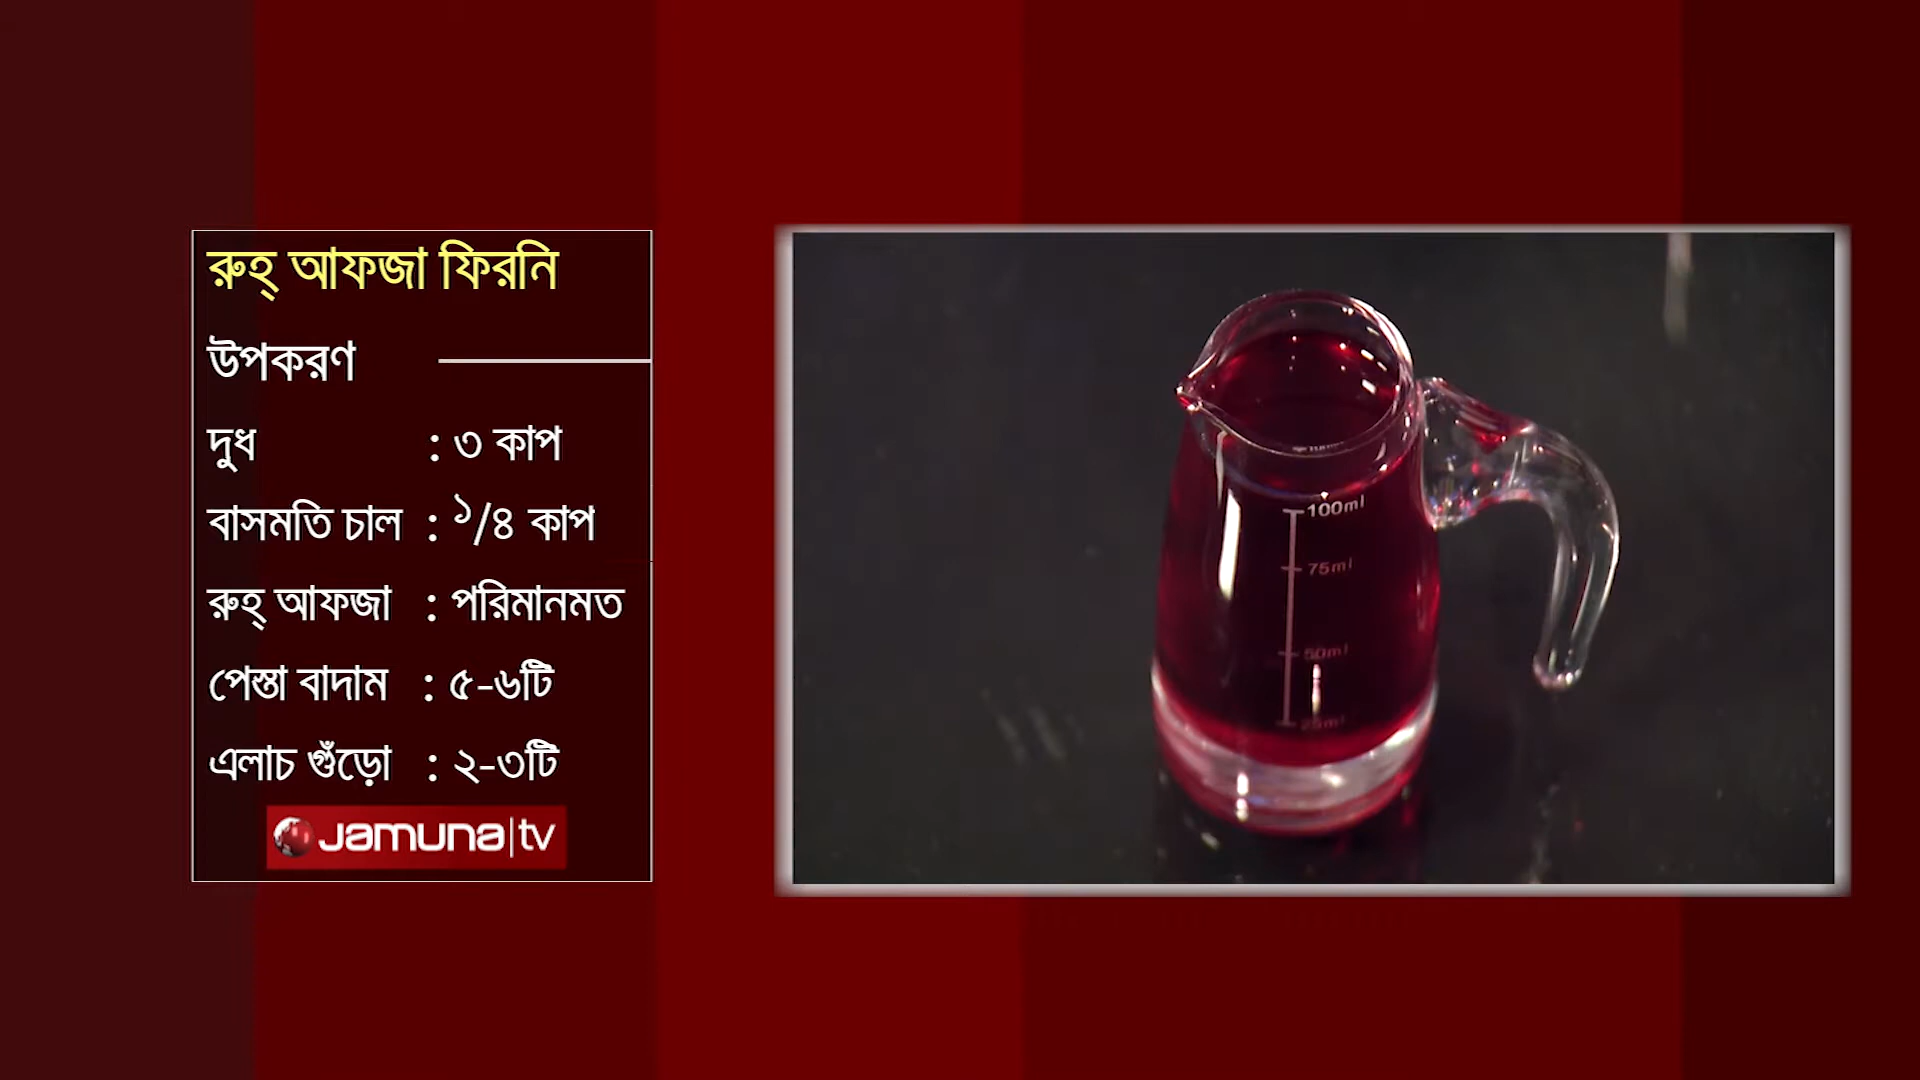 রুহ্ আফজা ফিরনি
উপকরণ
দুধ : ৩ কাপ
বাসমতি চাল : ১/৪ কাপ
রুহ্ আফজা : পরিমানমত
পেস্তা বাদাম : ৫-৬টি
এলাচ গুঁড়ো : ২-৩টি
Jamuna|tv
100ml
75ml
50ml
25ml